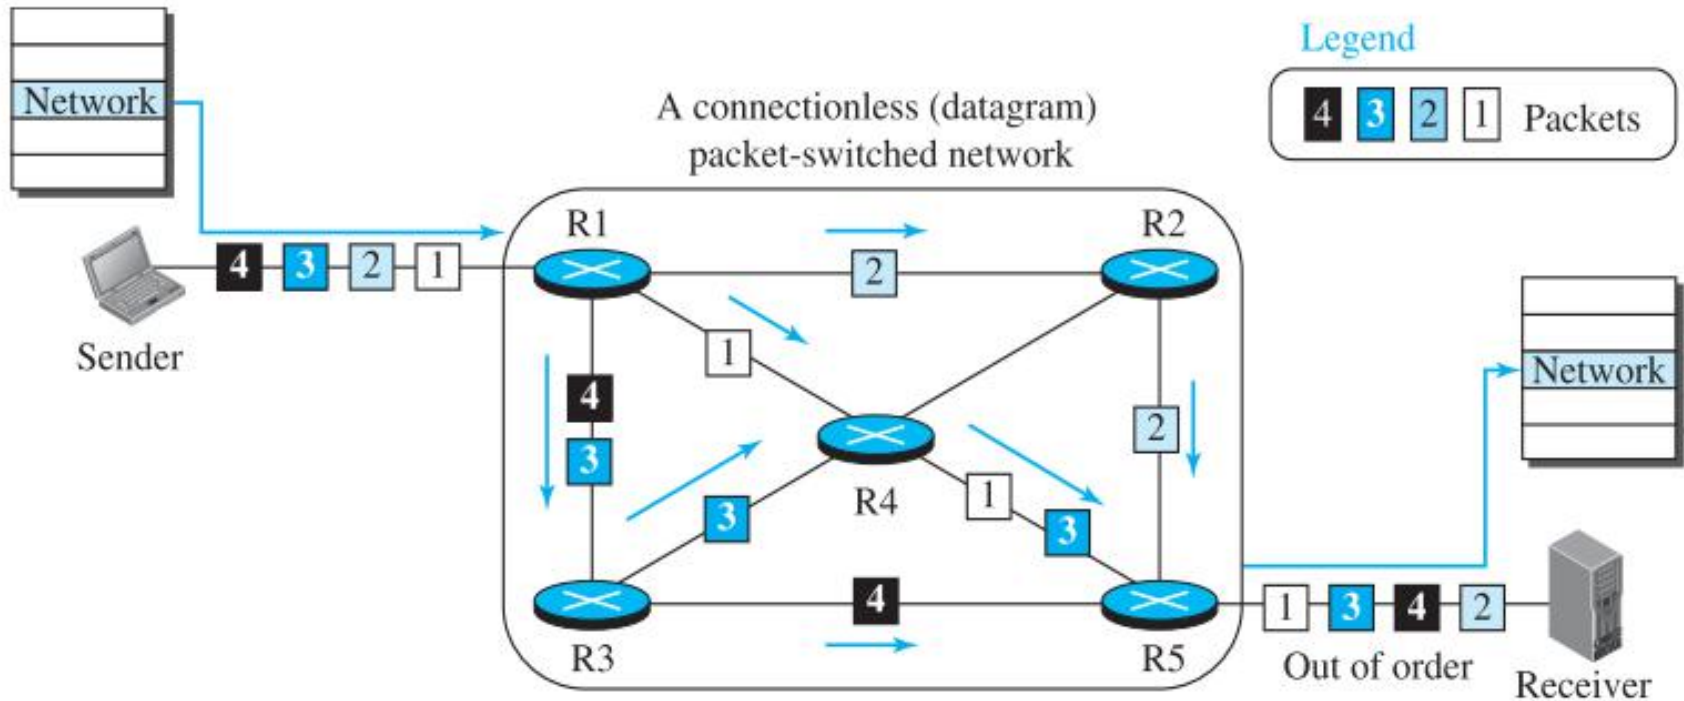 Legend
4 3 2 1 Packets
Network
A connectionless (datagram)
packet-switched network
R1
R2
4 3 2 1
2
Sender
1
4
3
2
Network
R4
1
3
3
4
1 3 4 2
R3
R5
Out of order
Receiver